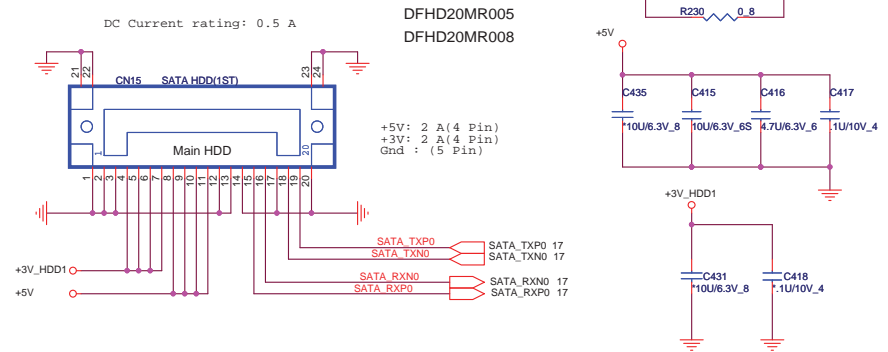 DFHD20MR005
DFHD20MR008
DC Current rating: 0.5 A
R230 0_8
+5V
21
22
23
24
CN15 SATA HDD(1ST)
C435
C415
C416
C417
*10U/6.3V_8
10U/6.3V_6S
4.7U/6.3V_6
.1U/10V_4
+5V: 2 A(4 Pin)
+3V: 2 A(4 Pin)
Gnd : (5 Pin)
1
Main HDD
20
1
2
3
4
5
6
7
8
9
10
11
12
13
14
15
16
17
18
19
20
+3V_HDD1
SATA_TXP0
SATA_TXP0 17
SATA_TXN0
SATA_TXN0 17
SATA_RXN0
SATA_RXN0 17
SATA_RXP0
SATA_RXP0 17
+3V_HDD1
+5V
C431
*10U/6.3V_8
C418
*.1U/10V_4